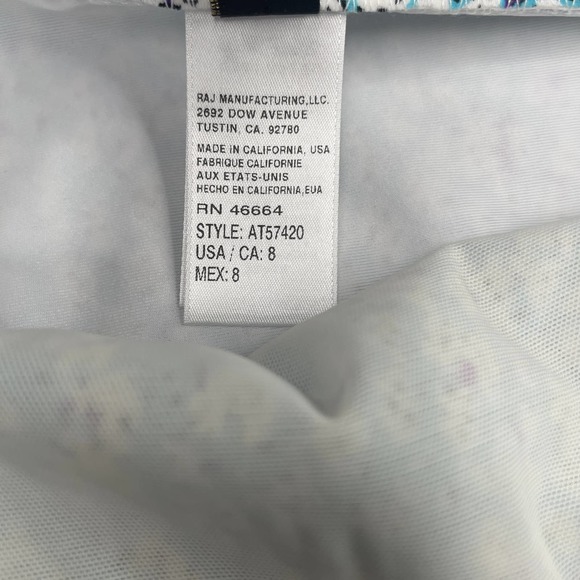 RAJ MANUFACTURING,LLC.
2692 DOW AVENUE
TUSTIN, CA. 92780
MADE IN CALIFORNIA, USA
FABRIQUE CALIFORNIE
AUX ETATS-UNIS
HECHO EN CALIFORNIA,EUA
RN 46664
STYLE: AT57420
USA / CA: 8
MEX: 8